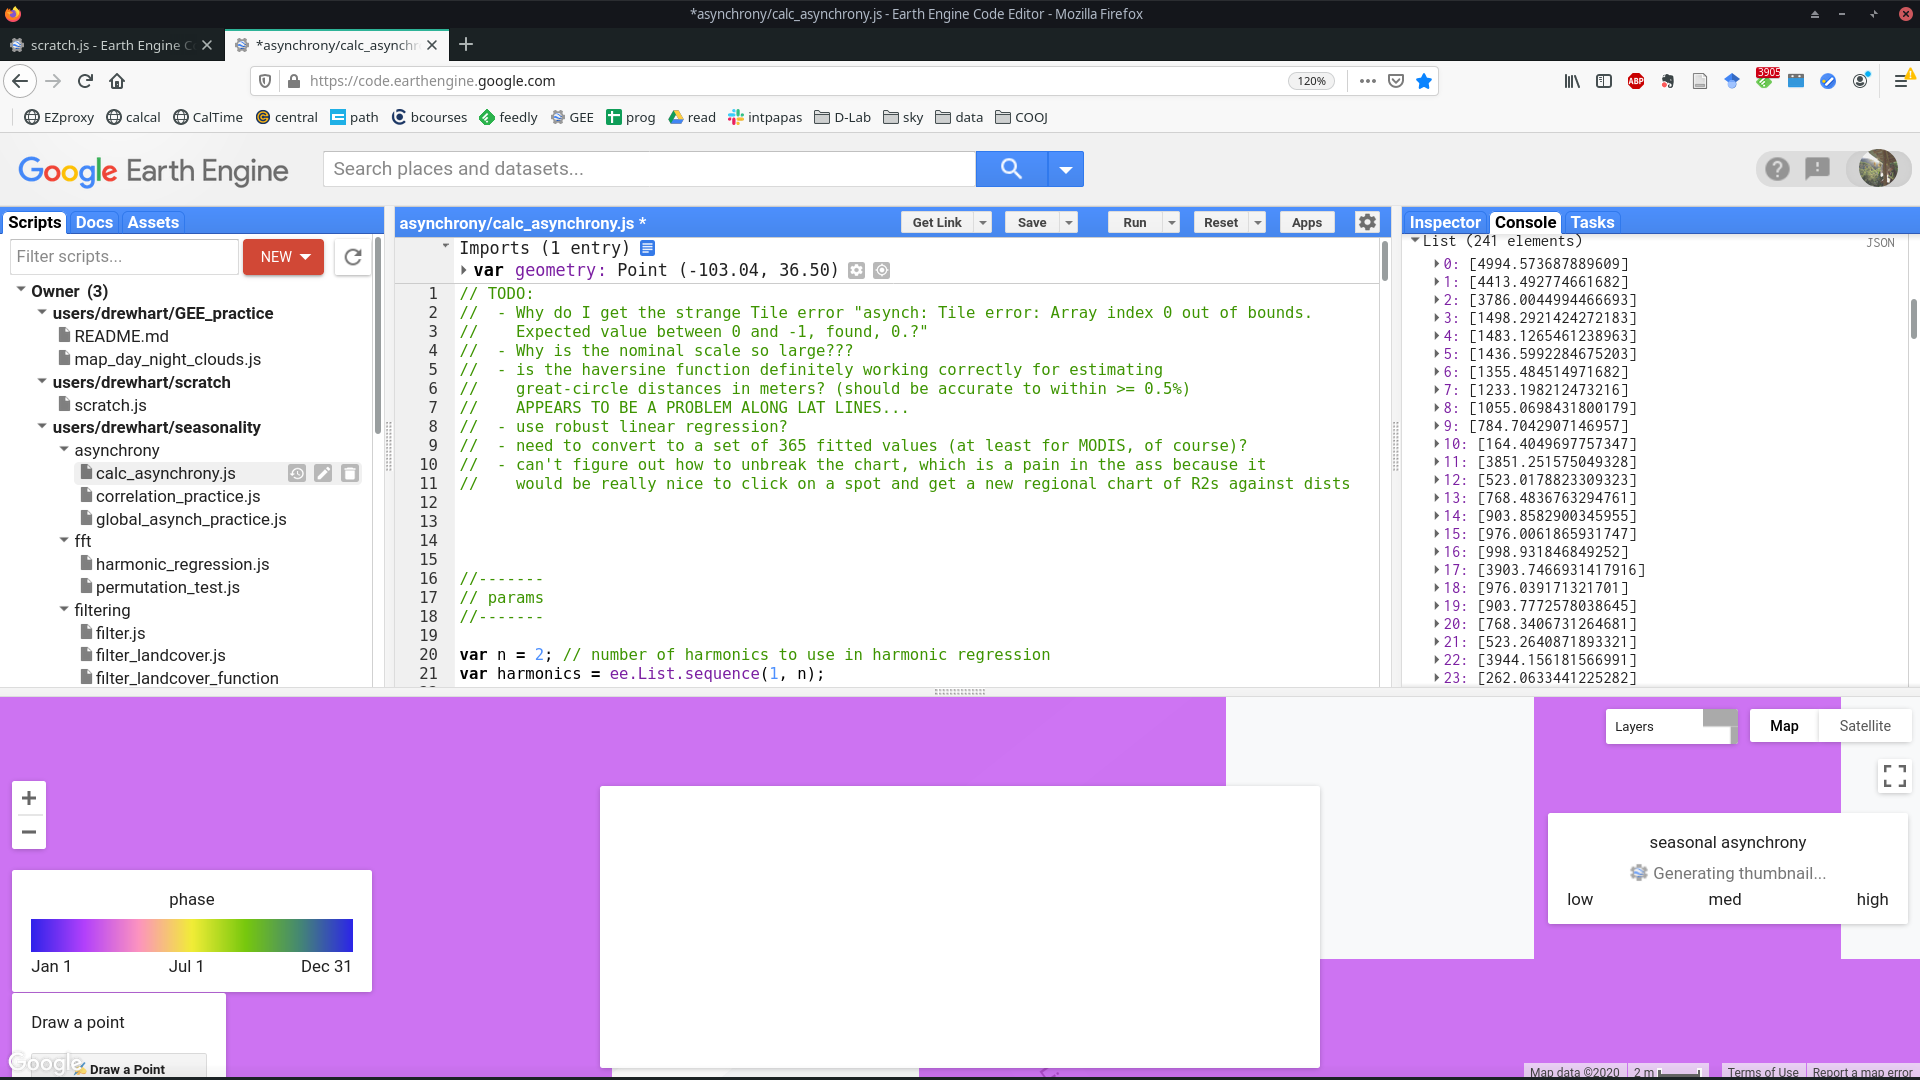 *asynchrony/calc_asynchrony.js - Earth Engine Code Editor - Mozilla Firefox
scratch.js - Earth Engine C
*asynchrony/calc_asynchr
https://code.earthengine.google.com
120%
ABP
3905
EZproxy calcal CalTime central path bcourses feedly GEE prog read intpapas D-Lab sky data COOJ
Google Earth Engine
Search places and datasets...
Scripts Docs Assets
asynchrony/calc_asynchrony.js *
Get Link Save Run Reset Apps
Inspector Console Tasks
Filter scripts...
NEW
Owner (3)
users/drewhart/GEE_practice
README.md
map_day_night_clouds.js
users/drewhart/scratch
scratch.js
users/drewhart/seasonality
asynchrony
calc_asynchrony.js
correlation_practice.js
global_asynch_practice.js
fft
harmonic_regression.js
permutation_test.js
filtering
filter.js
filter_landcover.js
filter_landcover_function
Imports (1 entry)
var geometry: Point (-103.04, 36.50)
1 // TODO:
2 //  - Why do I get the strange Tile error "asynch: Tile error: Array index 0 out of bounds.
3 //    Expected value between 0 and -1, found, 0.?"
4 //  - Why is the nominal scale so large???
5 //  - is the haversine function definitely working correctly for estimating
6 //    great-circle distances in meters? (should be accurate to within >= 0.5%)
7 //    APPEARS TO BE A PROBLEM ALONG LAT LINES...
8 //  - use robust linear regression?
9 //  - need to convert to a set of 365 fitted values (at least for MODIS, of course)?
10 //  - can't figure out how to unbreak the chart, which is a pain in the ass because it
11 //    would be really nice to click on a spot and get a new regional chart of R2s against dists
12
13
14
15
16 //-------
17 // params
18 //-------
19
20 var n = 2; // number of harmonics to use in harmonic regression
21 var harmonics = ee.List.sequence(1, n);
List (241 elements)
JSON
0: [4994.573687889609]
1: [4413.492774661682]
2: [3786.0044994466693]
3: [1498.2921424272183]
4: [1483.12654612389​63]
5: [1436.5992284675203]
6: [1355.484514971682]
7: [1233.198212473216]
8: [1055.0698431800179]
9: [784.7042907146957]
10: [164.4049697757347]
11: [3851.251575049328]
12: [523.0178823309323]
13: [768.4836763294761]
14: [903.8582900345955]
15: [976.0061865931747]
16: [998.931846849252]
17: [3903.7466931417916]
18: [976.039171321701]
19: [903.7772578038645]
20: [768.3406731264681]
21: [523.2640871893321]
22: [3944.156181566991]
23: [262.0633441225282]
Layers
Map Satellite
+
−
phase
Jan 1 Jul 1 Dec 31
Draw a point
Draw a Point
Google
seasonal asynchrony
Generating thumbnail...
low med high
Map data ©2020 2 m Terms of Use Report a map error